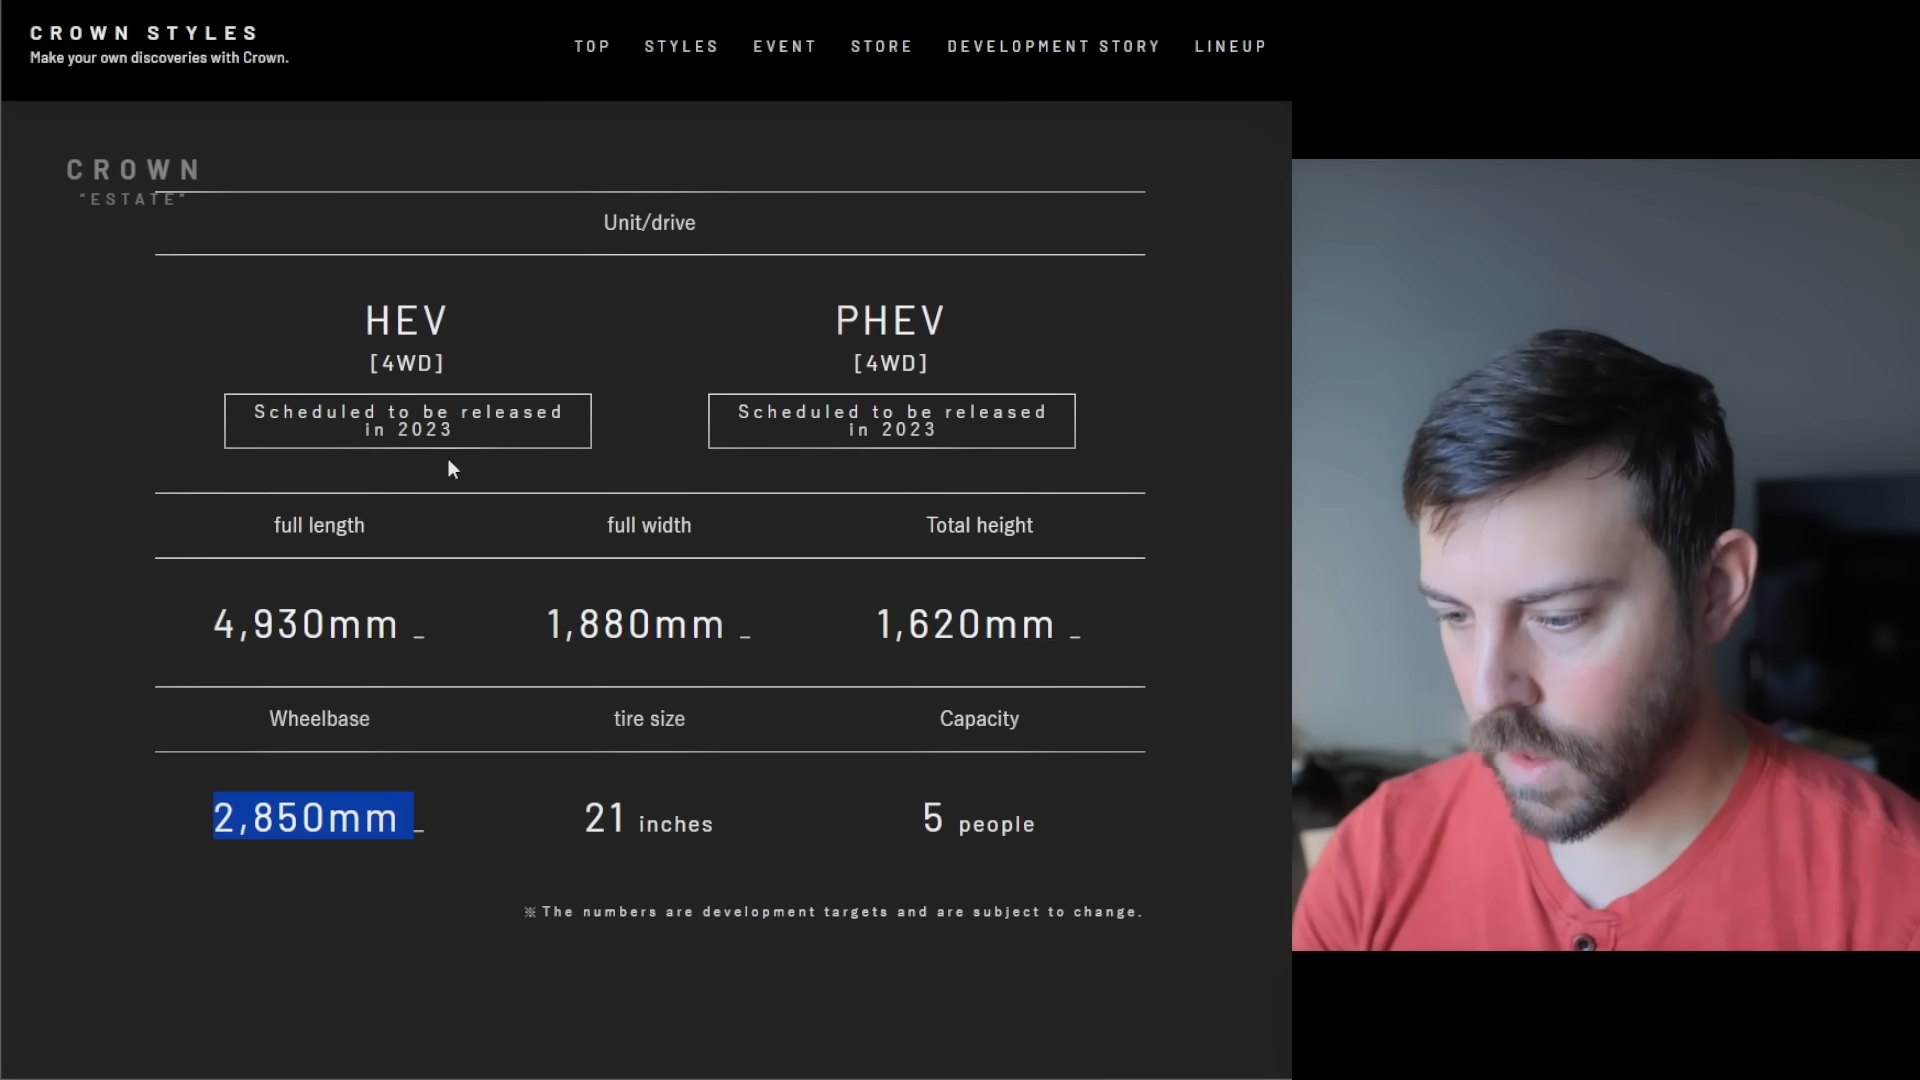 CROWN STYLES
Make your own discoveries with Crown.
TOP STYLES EVENT STORE DEVELOPMENT STORY LINEUP
CROWN
"ESTATE"
Unit/drive
HEV PHEV
[4WD] [4WD]
Scheduled to be released Scheduled to be released
in 2023 in 2023
full length full width Total height
4,930mm _ 1,880mm _ 1,620mm _
Wheelbase tire size Capacity
2,850mm _ 21 inches 5 people
※The numbers are development targets and are subject to change.